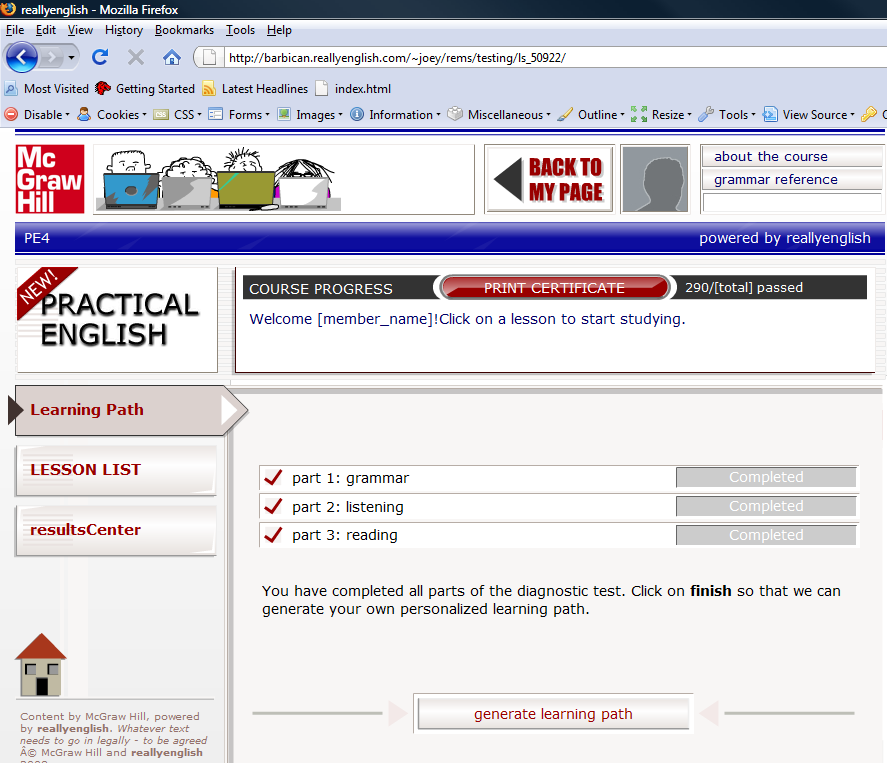 reallyenglish - Mozilla Firefox
File Edit View History Bookmarks Tools Help
http://barbican.reallyenglish.com/~joey/rems/testing/ls_50922/
Most Visited Getting Started Latest Headlines index.html
Disable Cookies CSS Forms Images Information Miscellaneous Outline Resize Tools View Source
Mc
Graw
Hill
BACK TO
MY PAGE
about the course
grammar reference
PE4 powered by reallyenglish
NEW!
PRACTICAL
ENGLISH
COURSE PROGRESS PRINT CERTIFICATE 290/[total] passed
Welcome [member_name]!Click on a lesson to start studying.
Learning Path
LESSON LIST
resultsCenter
part 1: grammar Completed
part 2: listening Completed
part 3: reading Completed
You have completed all parts of the diagnostic test. Click on finish so that we can
generate your own personalized learning path.
generate learning path
Content by McGraw Hill, powered
by reallyenglish. Whatever text
needs to go in legally - to be agreed
Â© McGraw Hill and reallyenglish